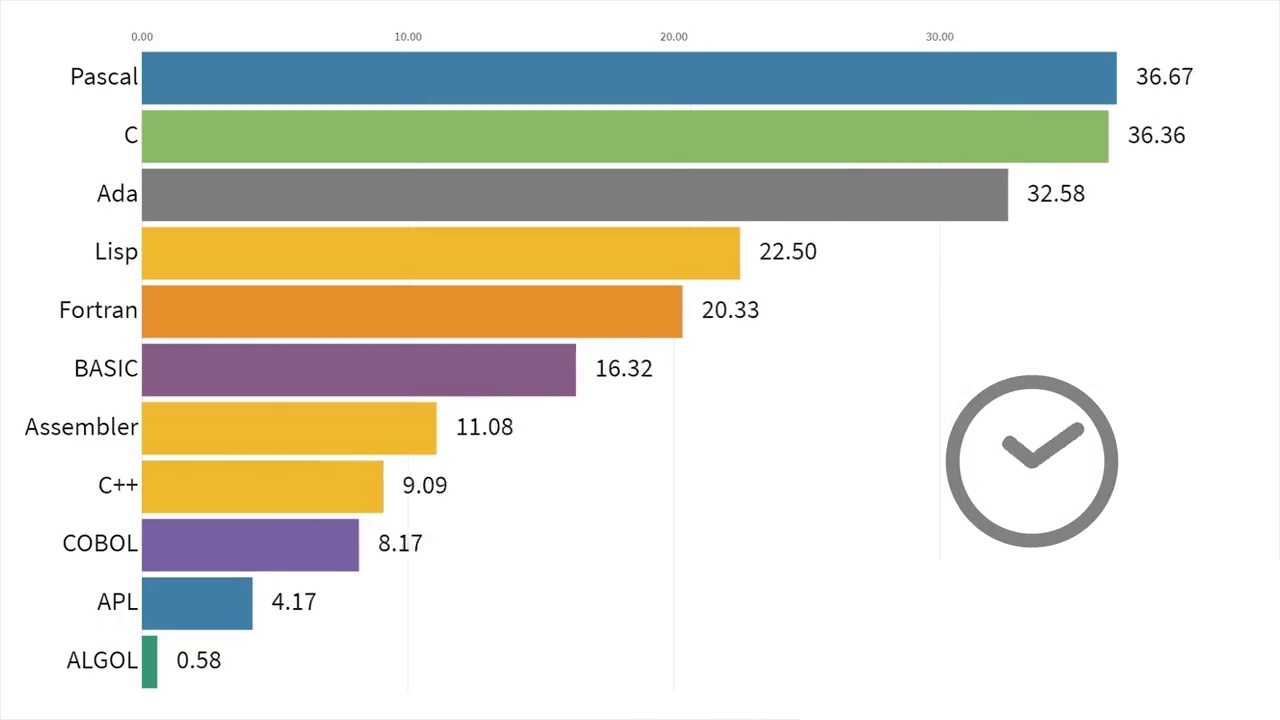 0.00 10.00 20.00 30.00
Pascal 36.67
C 36.36
Ada 32.58
Lisp 22.50
Fortran 20.33
BASIC 16.32
Assembler 11.08
C++ 9.09
COBOL 8.17
APL 4.17
ALGOL 0.58